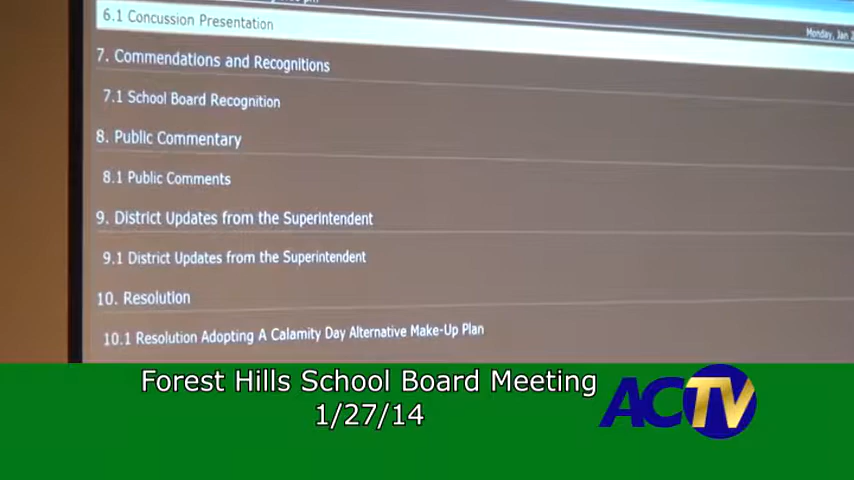 6.1 Concussion Presentation
Monday, Jan
7. Commendations and Recognitions
7.1 School Board Recognition
8. Public Commentary
8.1 Public Comments
9. District Updates from the Superintendent
9.1 District Updates from the Superintendent
10. Resolution
10.1 Resolution Adopting A Calamity Day Alternative Make-Up Plan
Forest Hills School Board Meeting
1/27/14
ACTV